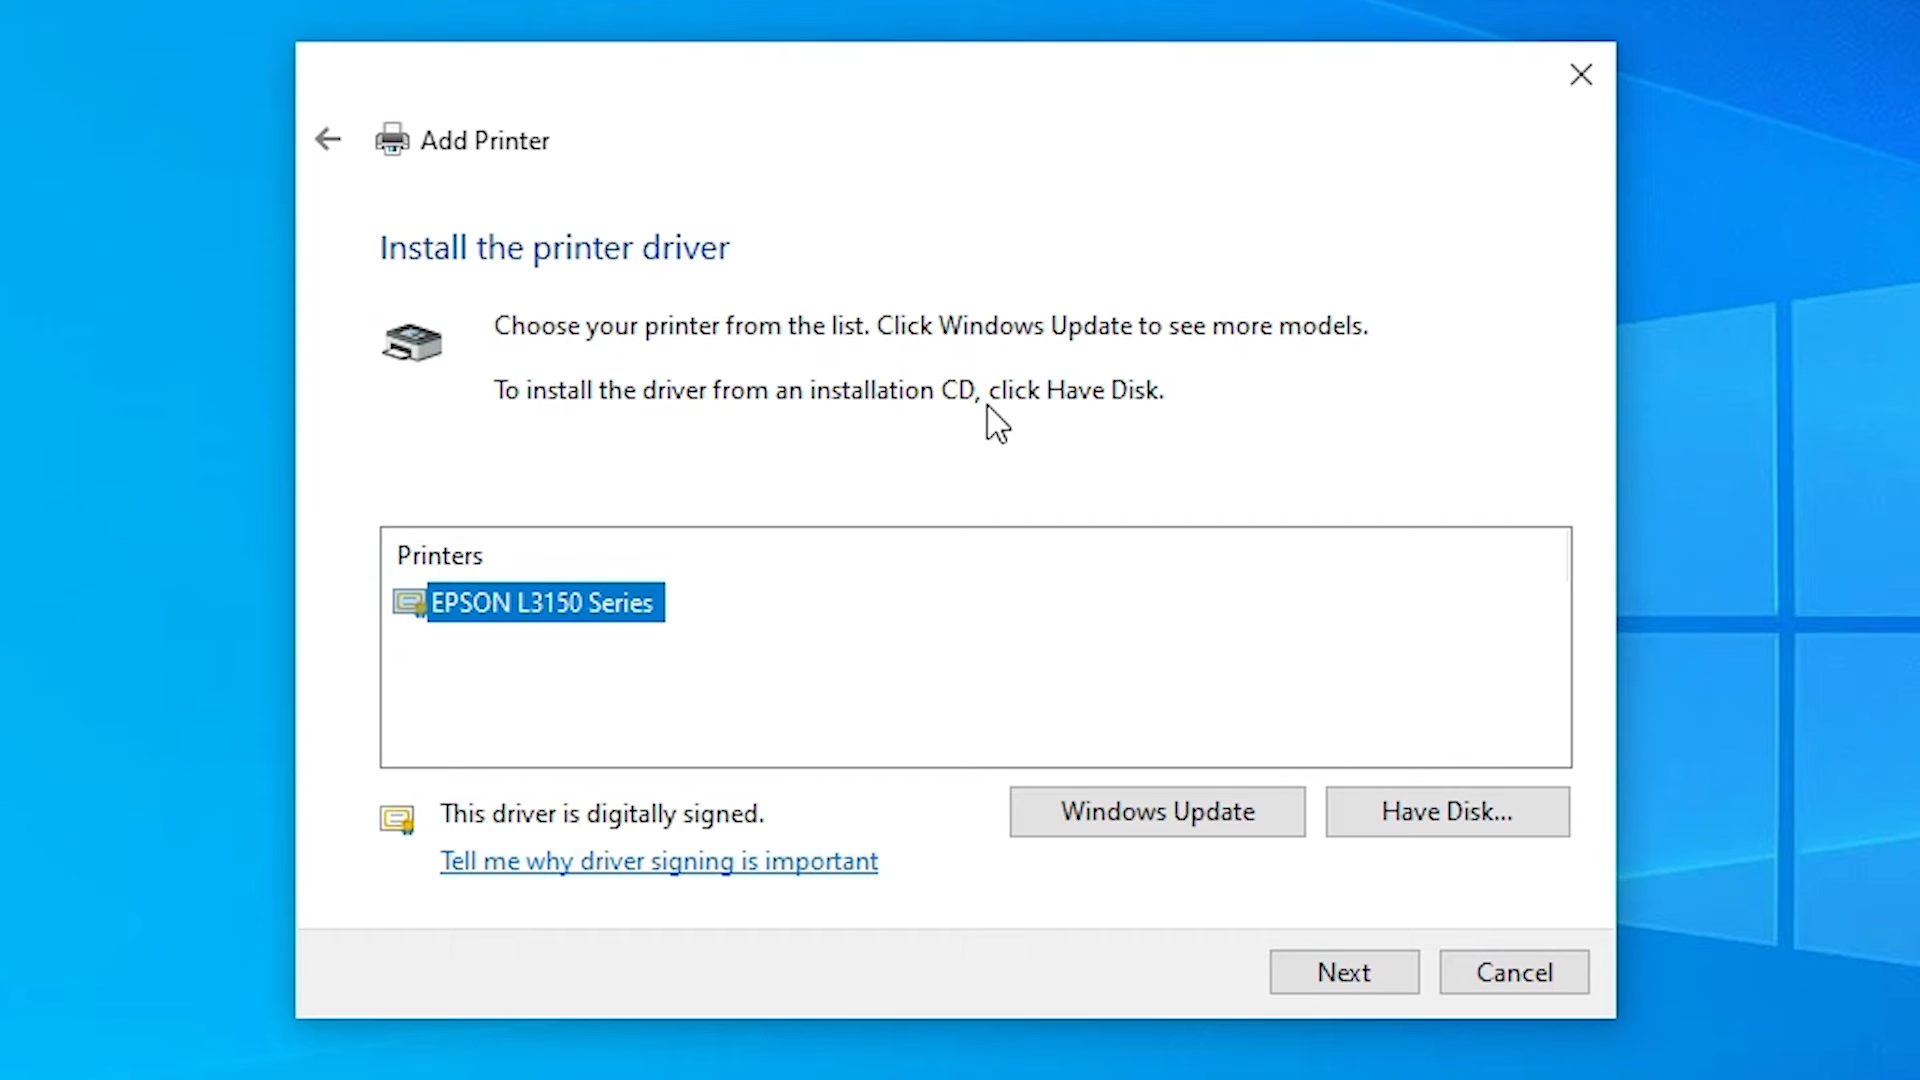 Add Printer
Install the printer driver
Choose your printer from the list. Click Windows Update to see more models.
To install the driver from an installation CD, click Have Disk.
Printers
EPSON L3150 Series
This driver is digitally signed.
Windows Update
Have Disk...
Tell me why driver signing is important
Next
Cancel